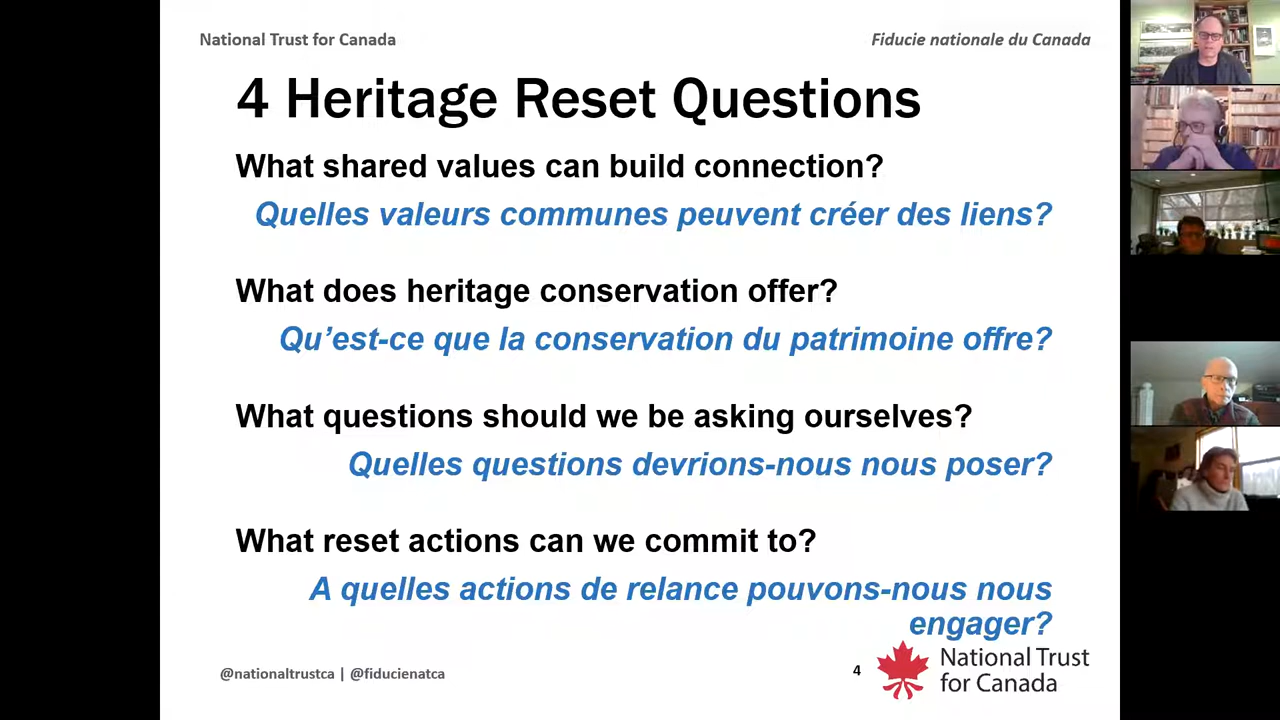 National Trust for Canada
Fiducie nationale du Canada
4 Heritage Reset Questions
What shared values can build connection?
Quelles valeurs communes peuvent créer des liens?
What does heritage conservation offer?
Qu’est-ce que la conservation du patrimoine offre?
What questions should we be asking ourselves?
Quelles questions devrions-nous nous poser?
What reset actions can we commit to?
A quelles actions de relance pouvons-nous nous
engager?
@nationaltrustca | @fiducienatca
4
National Trust
for Canada